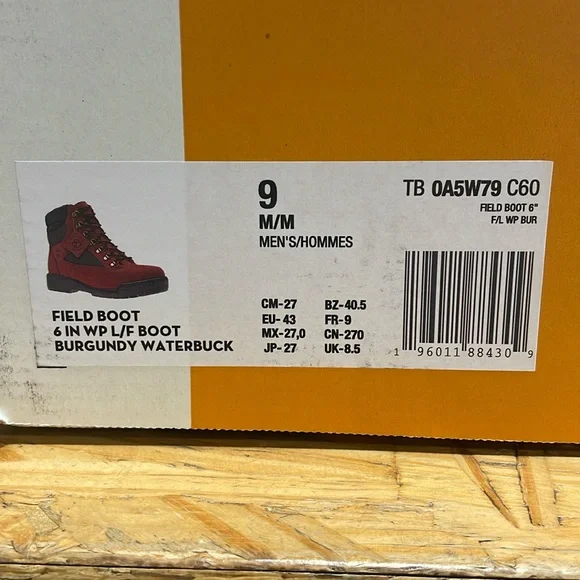 9
M/M
MEN'S/HOMMES
TB 0A5W79 C60
FIELD BOOT 6"
F/L WP BUR
FIELD BOOT
6 IN WP L/F BOOT
BURGUNDY WATERBUCK
CM-27 BZ-40.5
EU- 43 FR-9
MX-27,0 CN-270
JP- 27 UK-8.5
1 96011 88430 9